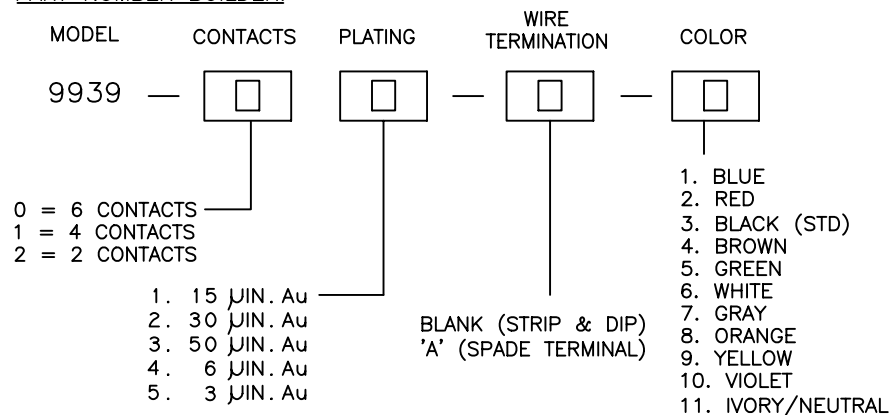 PART NUMBER BUILDER:
MODEL CONTACTS PLATING WIRE TERMINATION COLOR
9939 — — —
0 = 6 CONTACTS
1 = 4 CONTACTS
2 = 2 CONTACTS
1. 15 µIN.Au
2. 30 µIN.Au
3. 50 µIN.Au
4. 6 µIN.Au
5. 3 µIN.Au
BLANK (STRIP & DIP)
'A' (SPADE TERMINAL)
1. BLUE
2. RED
3. BLACK (STD)
4. BROWN
5. GREEN
6. WHITE
7. GRAY
8. ORANGE
9. YELLOW
10. VIOLET
11. IVORY/NEUTRAL